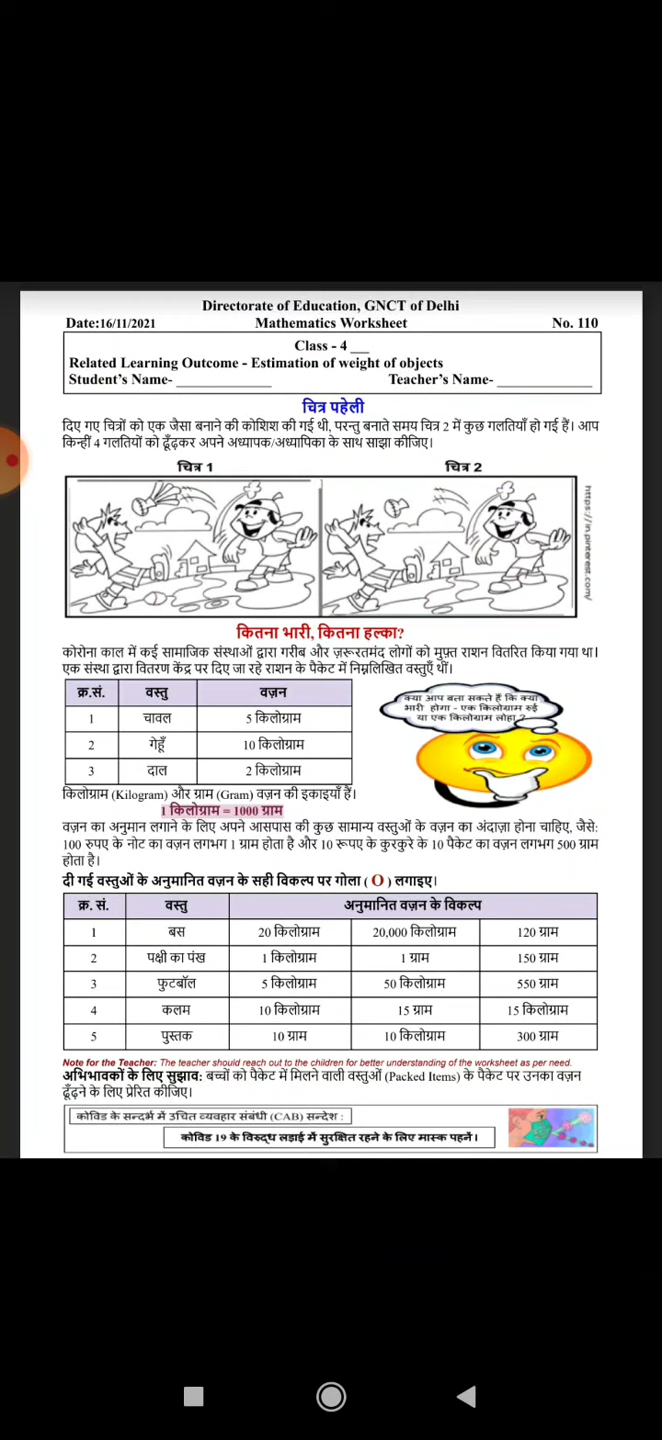 Directorate of Education, GNCT of Delhi
Date:16/11/2021 Mathematics Worksheet No. 110
Class - 4 ___
Related Learning Outcome - Estimation of weight of objects
Student's Name- ______________ Teacher's Name- ______________
चित्र पहेली
दिए गए चित्रों को एक जैसा बनाने की कोशिश की गई थी, परन्तु बनाते समय चित्र 2 में कुछ गलतियाँ हो गई हैं। आप
किन्हीं 4 गलतियों को ढूँढ़कर अपने अध्यापक/अध्यापिका के साथ साझा कीजिए।
चित्र 1 चित्र 2
https://in.pinterest.com/
कितना भारी, कितना हल्का?
कोरोना काल में कई सामाजिक संस्थाओं द्वारा गरीब और ज़रूरतमंद लोगों को मुफ़्त राशन वितरित किया गया था।
एक संस्था द्वारा वितरण केंद्र पर दिए जा रहे राशन के पैकेट में निम्नलिखित वस्तुएँ थीं।
क्र.सं. वस्तु वज़न
1 चावल 5 किलोग्राम
2 गेहूँ 10 किलोग्राम
3 दाल 2 किलोग्राम
क्या आप बता सकते हैं कि क्या
भारी होगा - एक किलोग्राम रुई
या एक किलोग्राम लोहा ?
किलोग्राम (Kilogram) और ग्राम (Gram) वज़न की इकाइयाँ हैं।
1 किलोग्राम = 1000 ग्राम
वज़न का अनुमान लगाने के लिए अपने आसपास की कुछ सामान्य वस्तुओं के वज़न का अंदाज़ा होना चाहिए, जैसे:
100 रुपए के नोट का वज़न लगभग 1 ग्राम होता है और 10 रूपए के कुरकुरे के 10 पैकेट का वज़न लगभग 500 ग्राम
होता है।
दी गई वस्तुओं के अनुमानित वज़न के सही विकल्प पर गोला ( O ) लगाइए।
क्र. सं. वस्तु अनुमानित वज़न के विकल्प
1 बस 20 किलोग्राम 20,000 किलोग्राम 120 ग्राम
2 पक्षी का पंख 1 किलोग्राम 1 ग्राम 150 ग्राम
3 फुटबॉल 5 किलोग्राम 50 किलोग्राम 550 ग्राम
4 कलम 10 किलोग्राम 15 ग्राम 15 किलोग्राम
5 पुस्तक 10 ग्राम 10 किलोग्राम 300 ग्राम
Note for the Teacher: The teacher should reach out to the children for better understanding of the worksheet as per need.
अभिभावकों के लिए सुझाव: बच्चों को पैकेट में मिलने वाली वस्तुओं (Packed Items) के पैकेट पर उनका वज़न
ढूँढ़ने के लिए प्रेरित कीजिए।
कोविड के सन्दर्भ में उचित व्यवहार संबंधी (CAB) सन्देश :
कोविड 19 के विरुद्ध लड़ाई में सुरक्षित रहने के लिए मास्क पहनें।